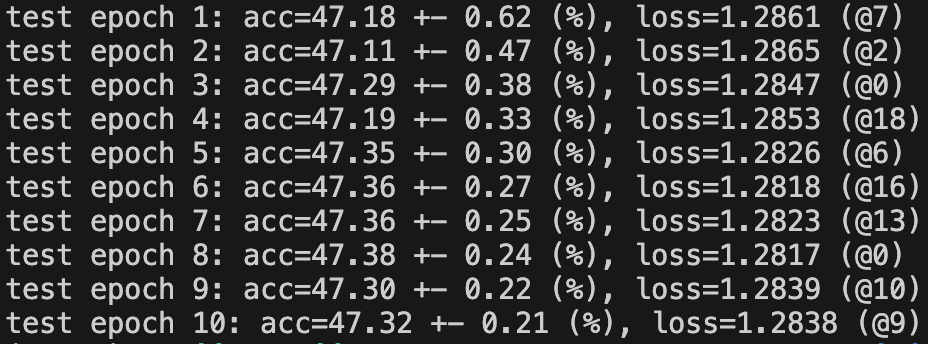 test epoch 1: acc=47.18 +- 0.62 (%), loss=1.2861 (@7)
test epoch 2: acc=47.11 +- 0.47 (%), loss=1.2865 (@2)
test epoch 3: acc=47.29 +- 0.38 (%), loss=1.2847 (@0)
test epoch 4: acc=47.19 +- 0.33 (%), loss=1.2853 (@18)
test epoch 5: acc=47.35 +- 0.30 (%), loss=1.2826 (@6)
test epoch 6: acc=47.36 +- 0.27 (%), loss=1.2818 (@16)
test epoch 7: acc=47.36 +- 0.25 (%), loss=1.2823 (@13)
test epoch 8: acc=47.38 +- 0.24 (%), loss=1.2817 (@0)
test epoch 9: acc=47.30 +- 0.22 (%), loss=1.2839 (@10)
test epoch 10: acc=47.32 +- 0.21 (%), loss=1.2838 (@9)